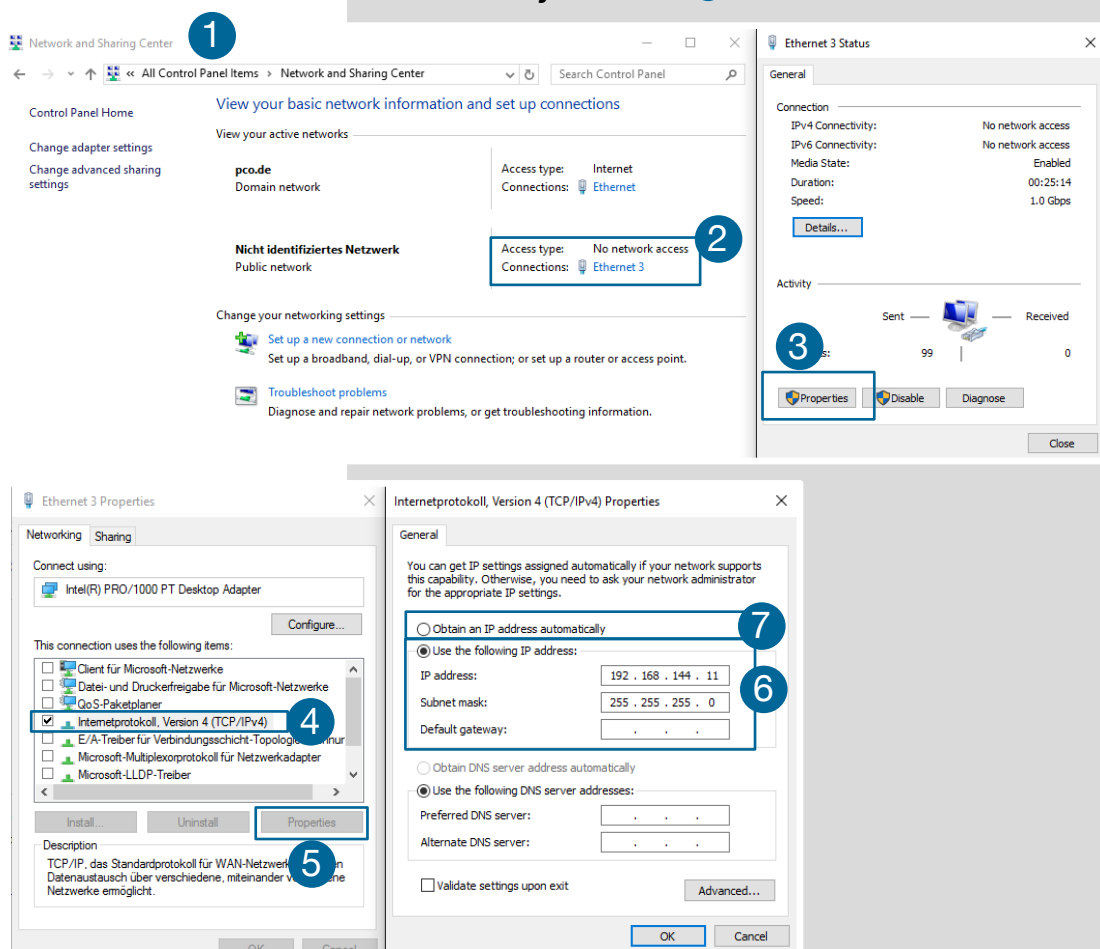 1
Network and Sharing Center
« All Control Panel Items › Network and Sharing Center
Search Control Panel
Control Panel Home
Change adapter settings
Change advanced sharing
settings
View your basic network information and set up connections
View your active networks
pco.de
Domain network
Access type: Internet
Connections: Ethernet
Nicht identifiziertes Netzwerk
Public network
Access type: No network access
Connections: Ethernet 3
2
Change your networking settings
Set up a new connection or network
Set up a broadband, dial-up, or VPN connection; or set up a router or access point.
Troubleshoot problems
Diagnose and repair network problems, or get troubleshooting information.
Ethernet 3 Status
General
Connection
IPv4 Connectivity: No network access
IPv6 Connectivity: No network access
Media State: Enabled
Duration: 00:25:14
Speed: 1.0 Gbps
Details...
Activity
Sent Received
3
99 0
Properties Disable Diagnose
Close
Ethernet 3 Properties
Networking Sharing
Connect using:
Intel(R) PRO/1000 PT Desktop Adapter
Configure...
This connection uses the following items:
Client für Microsoft-Netzwerke
Datei- und Druckerfreigabe für Microsoft-Netzwerke
QoS-Paketplaner
Internetprotokoll, Version 4 (TCP/IPv4)
4
E/A-Treiber für Verbindungsschicht-
Microsoft-Multiplexorprotokoll für Netzwerkadapter
Microsoft-LLDP-Treiber
Install... Uninstall Properties
5
Description
TCP/IP, das Standardprotokoll für
Datenaustausch über verschiedene, miteinander
Netzwerke ermöglicht.
OK Cancel
Internetprotokoll, Version 4 (TCP/IPv4) Properties
General
You can get IP settings assigned automatically if your network supports
this capability. Otherwise, you need to ask your network administrator
for the appropriate IP settings.
Obtain an IP address automatically
7
Use the following IP address:
IP address: 192 . 168 . 144 . 11
6
Subnet mask: 255 . 255 . 255 . 0
Default gateway: . . .
Obtain DNS server address automatically
Use the following DNS server addresses:
Preferred DNS server: . . .
Alternate DNS server: . . .
Validate settings upon exit
Advanced...
OK Cancel